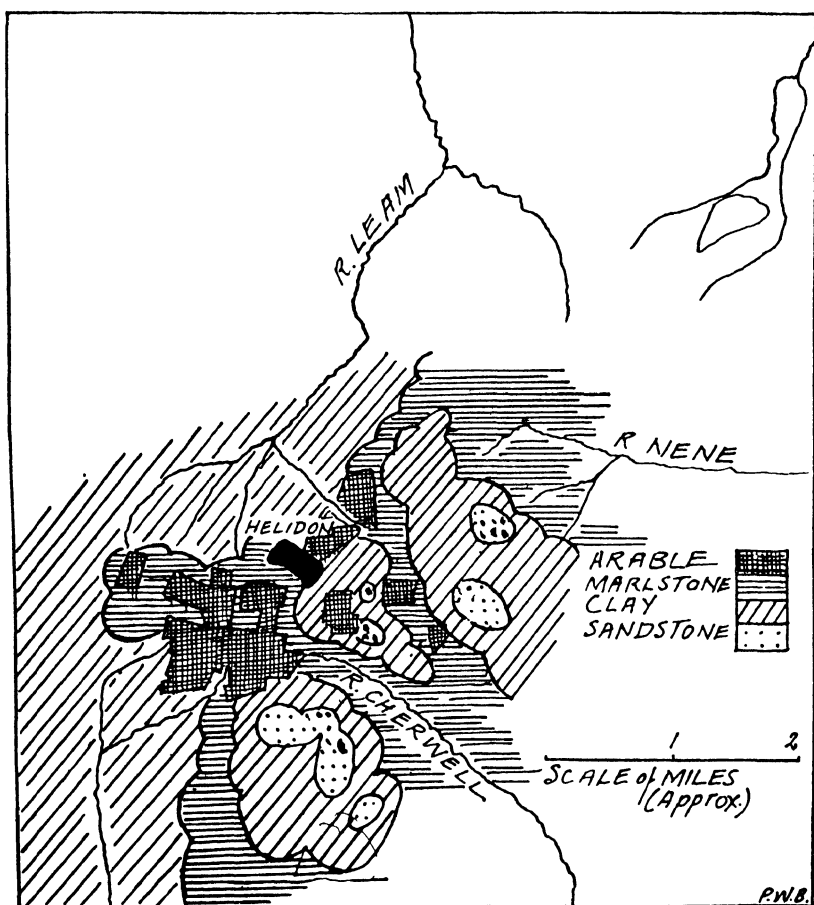 R. LEAM
R NENE
HELIDON
ARABLE
MARLSTONE
CLAY
SANDSTONE
R. CHERWELL
1 2
SCALE of MILES
(Approx.)
P.W.B.